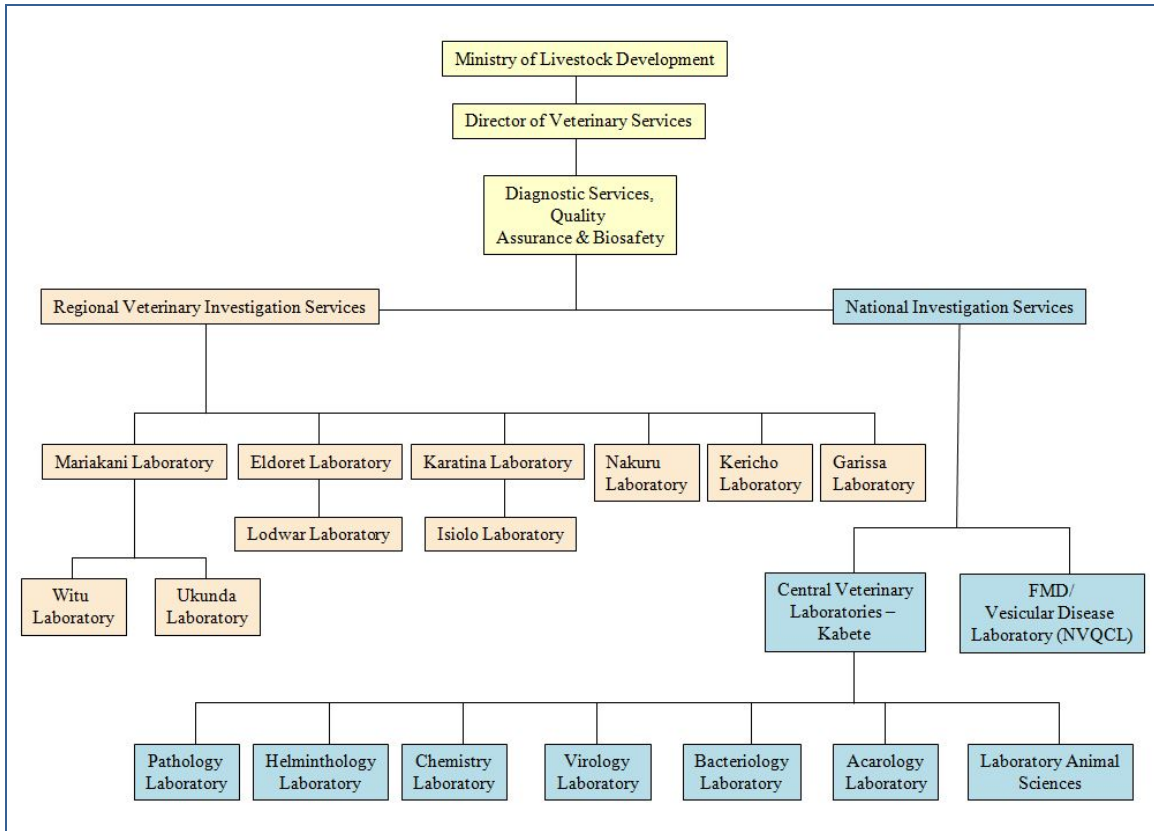 Ministry of Livestock Development
Director of Veterinary Services
Diagnostic Services,
Quality
Assurance & Biosafety
Regional Veterinary Investigation Services
National Investigation Services
Mariakani Laboratory
Eldoret Laboratory
Karatina Laboratory
Nakuru
Laboratory
Kericho
Laboratory
Garissa
Laboratory
Lodwar Laboratory
Isiolo Laboratory
Witu
Laboratory
Ukunda
Laboratory
Central Veterinary
Laboratories –
Kabete
FMD/
Vesicular Disease
Laboratory (NVQCL)
Pathology
Laboratory
Helminthology
Laboratory
Chemistry
Laboratory
Virology
Laboratory
Bacteriology
Laboratory
Acarology
Laboratory
Laboratory Animal
Sciences